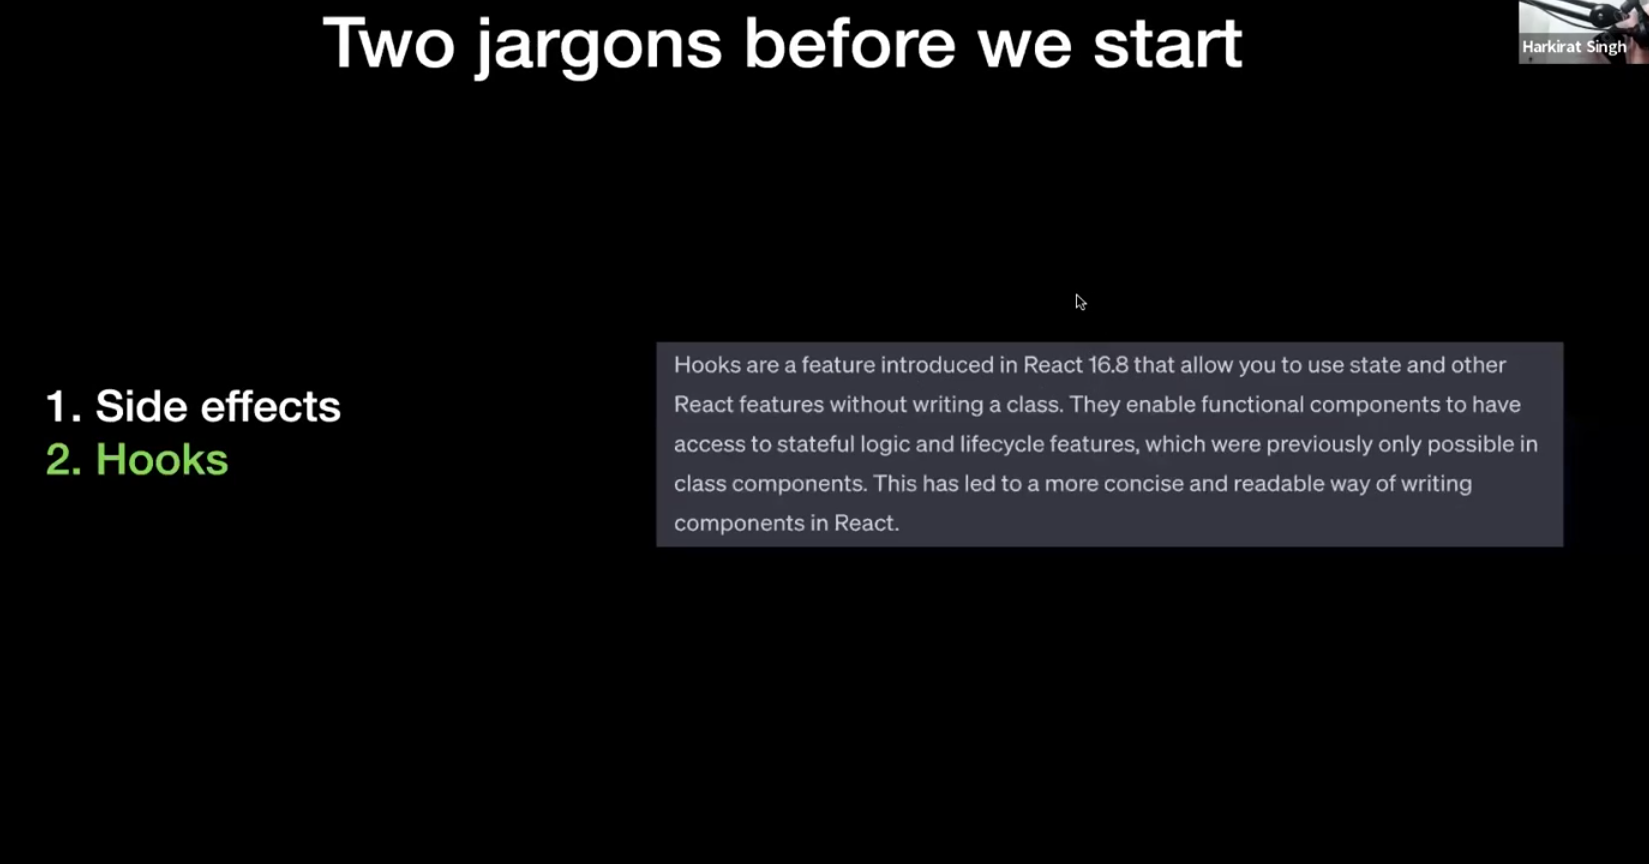 Two jargons before we start
Harkirat Singh
1. Side effects
2. Hooks
Hooks are a feature introduced in React 16.8 that allow you to use state and other
React features without writing a class. They enable functional components to have
access to stateful logic and lifecycle features, which were previously only possible in
class components. This has led to a more concise and readable way of writing
components in React.